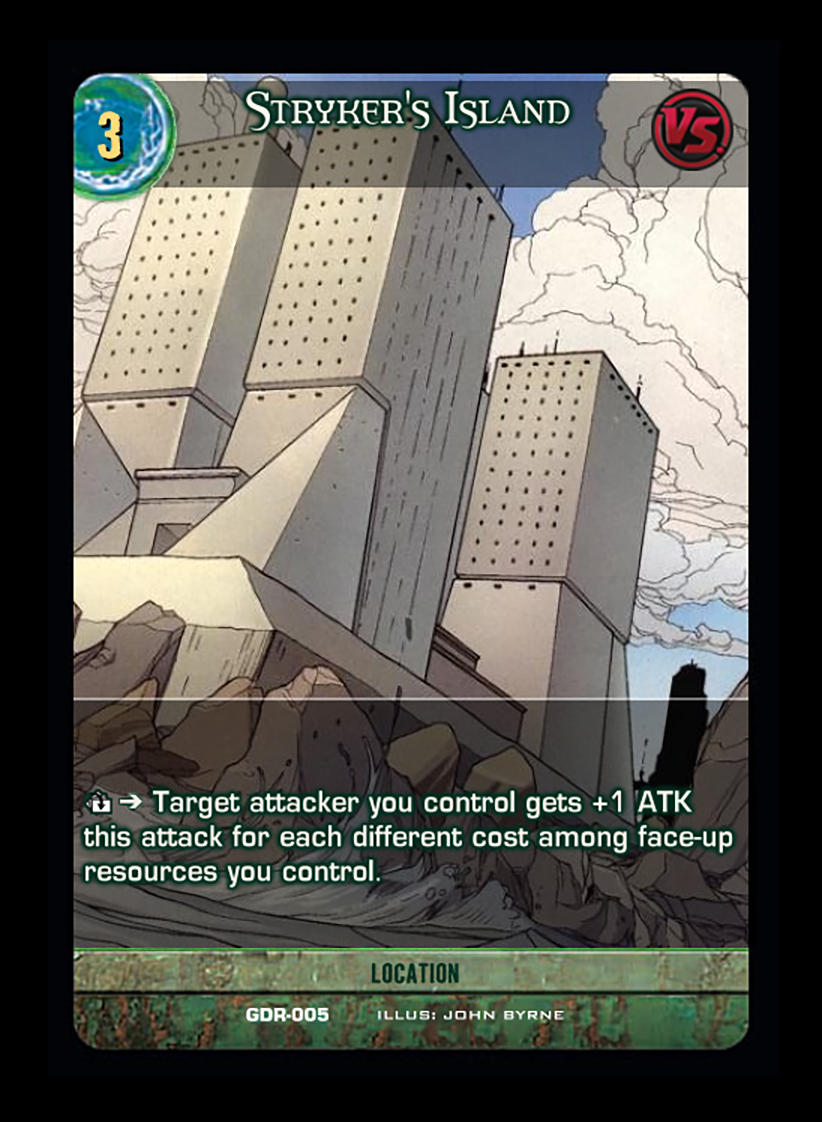 3
STRYKER'S ISLAND
VS.
→ Target attacker you control gets +1 ATK
this attack for each different cost among face-up
resources you control.
LOCATION
GDR-005 ILLUS: JOHN BYRNE